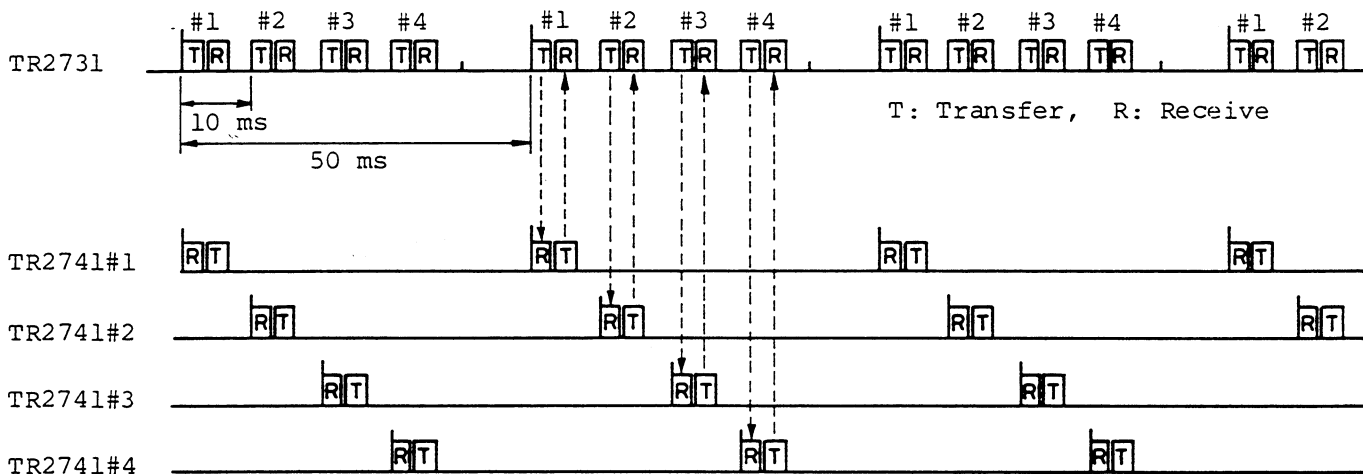 #1 #2 #3 #4 #1 #2 #3 #4 #1 #2 #3 #4 #1 #2
TR2731 T R T R T R T R T R T R T R T R T R T R T R T R T R T R
T: Transfer, R: Receive
10 ms
50 ms
TR2741#1 R T R T R T R T
TR2741#2 R T R T R T R T
TR2741#3 R T R T R T
TR2741#4 R T R T R T